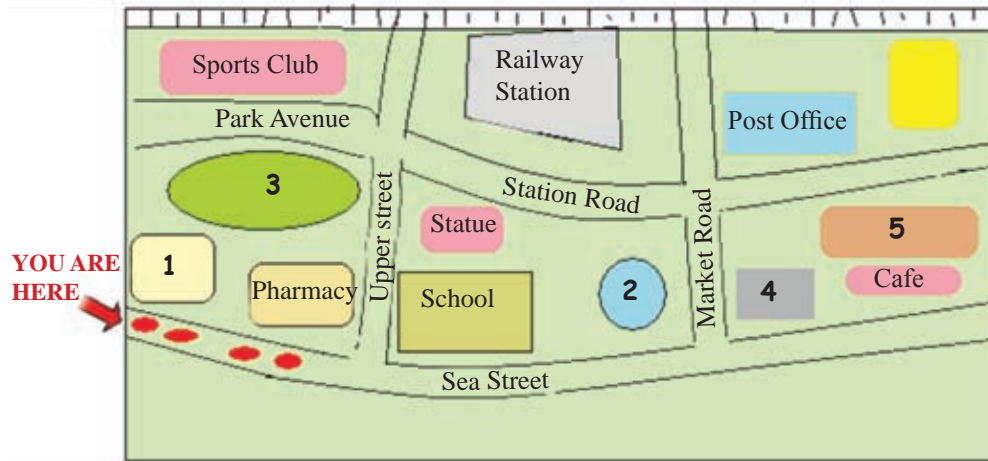 Sports Club
Railway
Station
Park Avenue
Post Office
3
Station Road
Upper street
Statue
Market Road
5
YOU ARE
HERE
1
Pharmacy
School
2
4
Cafe
Sea Street